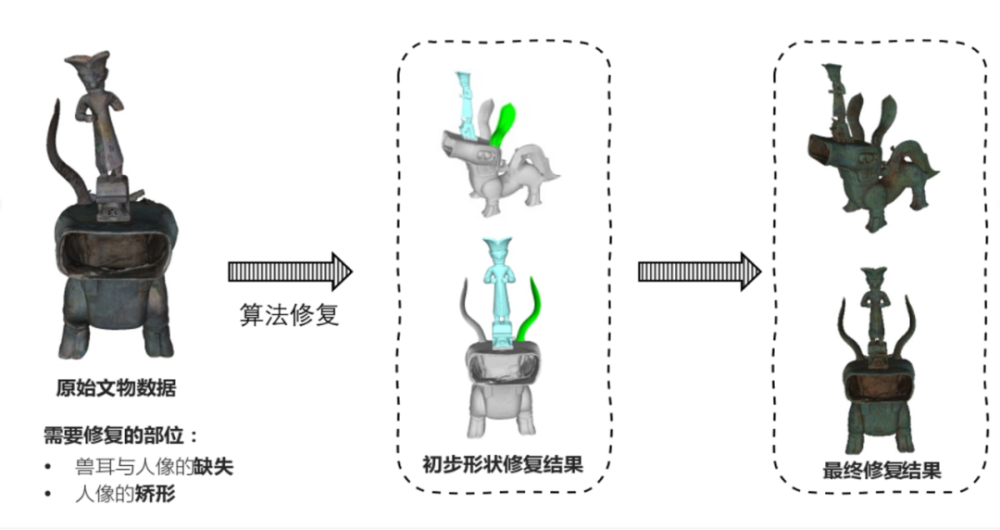 算法修复
原始文物数据
需要修复的部位：
• 兽耳与人像的缺失
• 人像的矫形
初步形状修复结果
最终修复结果